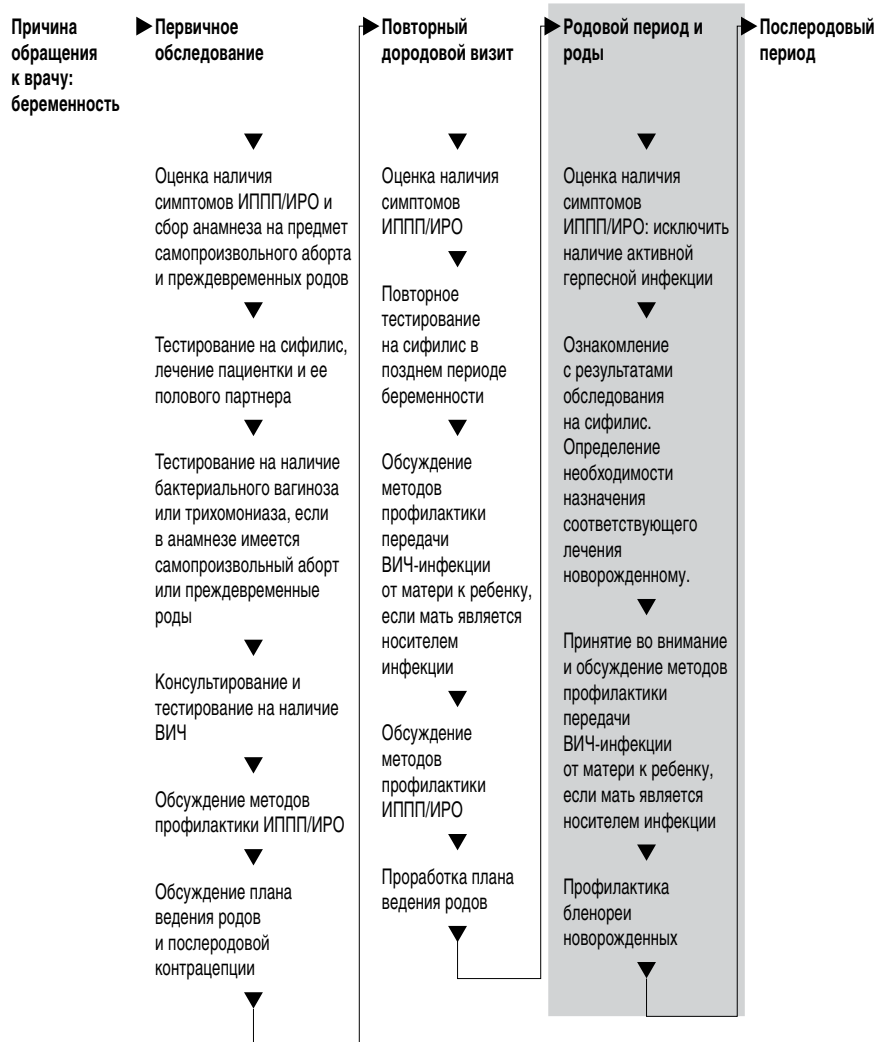 Причина
обращения
к врачу:
беременность
Первичное
обследование
Оценка наличия
симптомов ИППП/ИРО и
сбор анамнеза на предмет
самопроизвольного аборта
и преждевременных родов
Тестирование на сифилис,
лечение пациентки и ее
полового партнера
Тестирование на наличие
бактериального вагиноза
или трихомониаза, если
в анамнезе имеется
самопроизвольный аборт
или преждевременные
роды
Консультирование и
тестирование на наличие
ВИЧ
Обсуждение методов
профилактики ИППП/ИРО
Обсуждение плана
ведения родов
и послеродовой
контрацепции
Повторный
дородовой визит
Оценка наличия
симптомов
ИППП/ИРО
Повторное
тестирование
на сифилис в
позднем периоде
беременности
Обсуждение
методов
профилактики
передачи
ВИЧ-инфекции
от матери к ребенку,
если мать является
носителем
инфекции
Обсуждение
методов
профилактики
ИППП/ИРО
Проработка плана
ведения родов
Родовой период и
роды
Оценка наличия
симптомов
ИППП/ИРО: исключить
наличие активной
герпесной инфекции
Ознакомление
с результатами
обследования
на сифилис.
Определение
необходимости
назначения
соответствующего
лечения
новорожденному.
Принятие во внимание
и обсуждение методов
профилактики
передачи
ВИЧ-инфекции
от матери к ребенку,
если мать является
носителем инфекции
Профилактика
бленореи
новорожденных
Послеродовый
период